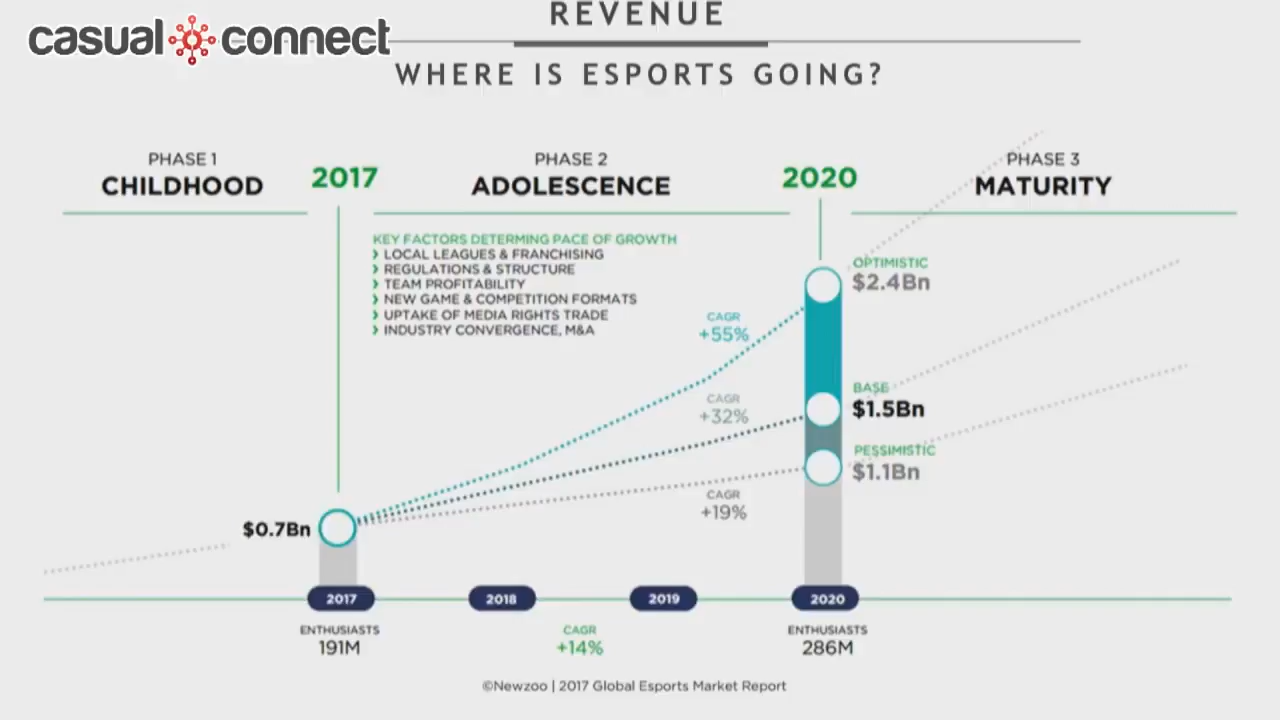 REVENUE
casual connect
WHERE IS ESPORTS GOING?
PHASE 1
CHILDHOOD
2017
PHASE 2
ADOLESCENCE
2020
PHASE 3
MATURITY
KEY FACTORS DETERMING PACE OF GROWTH
LOCAL LEAGUES & FRANCHISING
REGULATIONS & STRUCTURE
TEAM PROFITABILITY
NEW GAME & COMPETITION FORMATS
UPTAKE OF MEDIA RIGHTS TRADE
INDUSTRY CONVERGENCE, M&A
OPTIMISTIC
$2.4Bn
CAGR
+55%
BASE
$1.5Bn
CAGR
+32%
PESSIMISTIC
$1.1Bn
CAGR
+19%
$0.7Bn
2017
2018
2019
2020
ENTHUSIASTS
191M
CAGR
+14%
ENTHUSIASTS
286M
©Newzoo | 2017 Global Esports Market Report